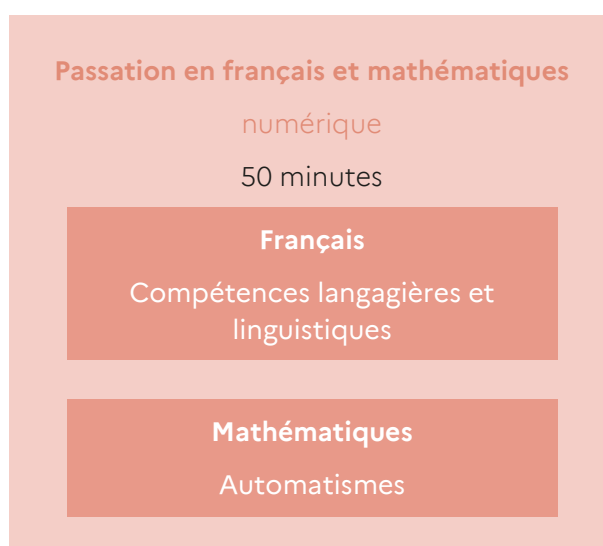 Passation en français et mathématiques
numérique
50 minutes
Français
Compétences langagières et
linguistiques
Mathématiques
Automatismes